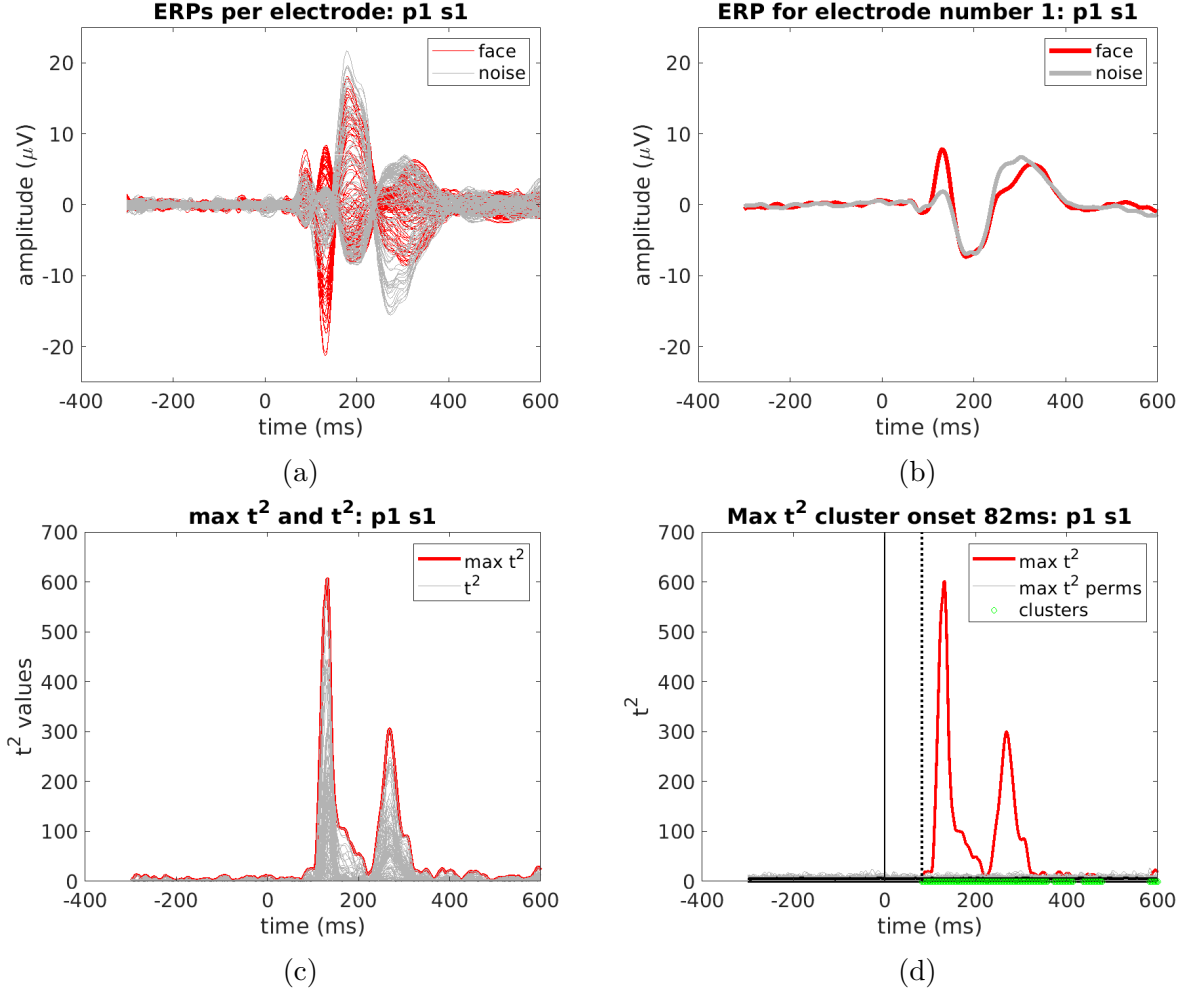 ERPs per electrode: p1 s1
face
noise
amplitude (μV)
20
10
0
-10
-20
-400
-200
0
200
400
600
time (ms)
(a)
ERP for electrode number 1: p1 s1
face
noise
amplitude (μV)
20
10
0
-10
-20
-400
-200
0
200
400
600
time (ms)
(b)
max t² and t²: p1 s1
max t²
t²
t² values
700
600
500
400
300
200
100
0
-400
-200
0
200
400
600
time (ms)
(c)
Max t² cluster onset 82ms: p1 s1
max t²
max t² perms
clusters
t²
700
600
500
400
300
200
100
0
-400
-200
0
200
400
600
time (ms)
(d)